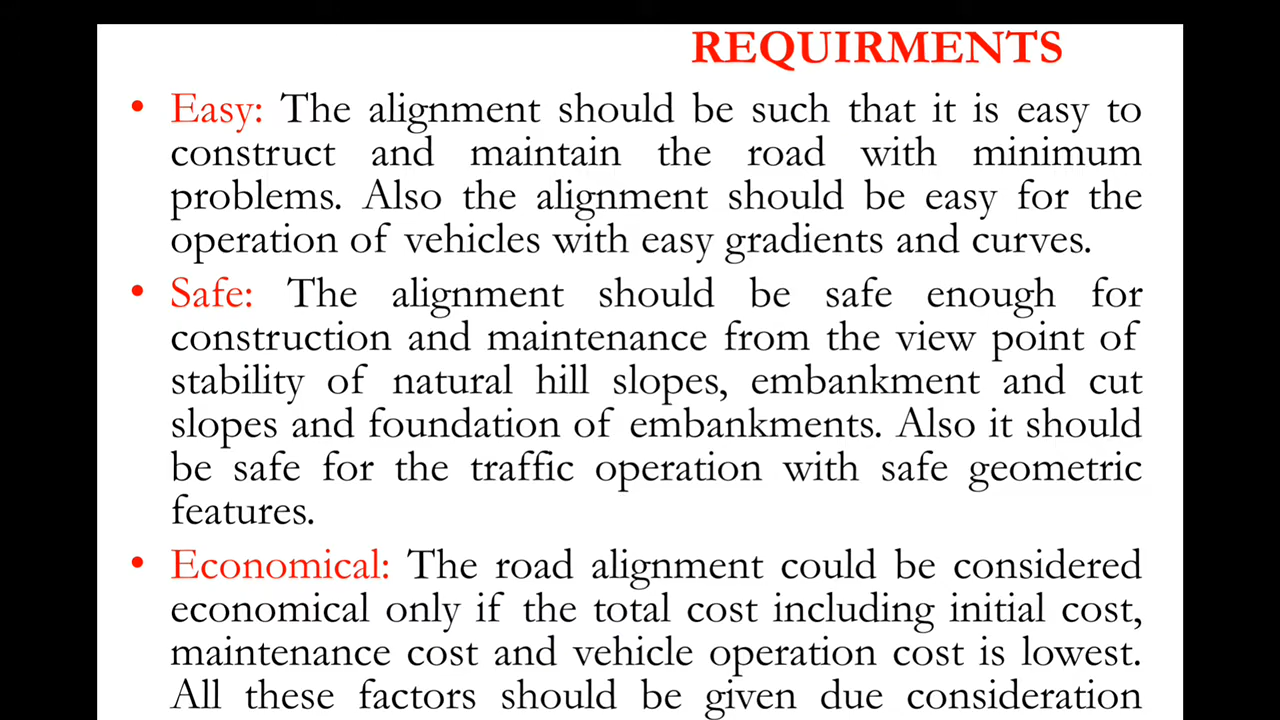 REQUIRMENTS
• Easy: The alignment should be such that it is easy to
construct and maintain the road with minimum
problems. Also the alignment should be easy for the
operation of vehicles with easy gradients and curves.
• Safe: The alignment should be safe enough for
construction and maintenance from the view point of
stability of natural hill slopes, embankment and cut
slopes and foundation of embankments. Also it should
be safe for the traffic operation with safe geometric
features.
• Economical: The road alignment could be considered
economical only if the total cost including initial cost,
maintenance cost and vehicle operation cost is lowest.
All these factors should be given due consideration